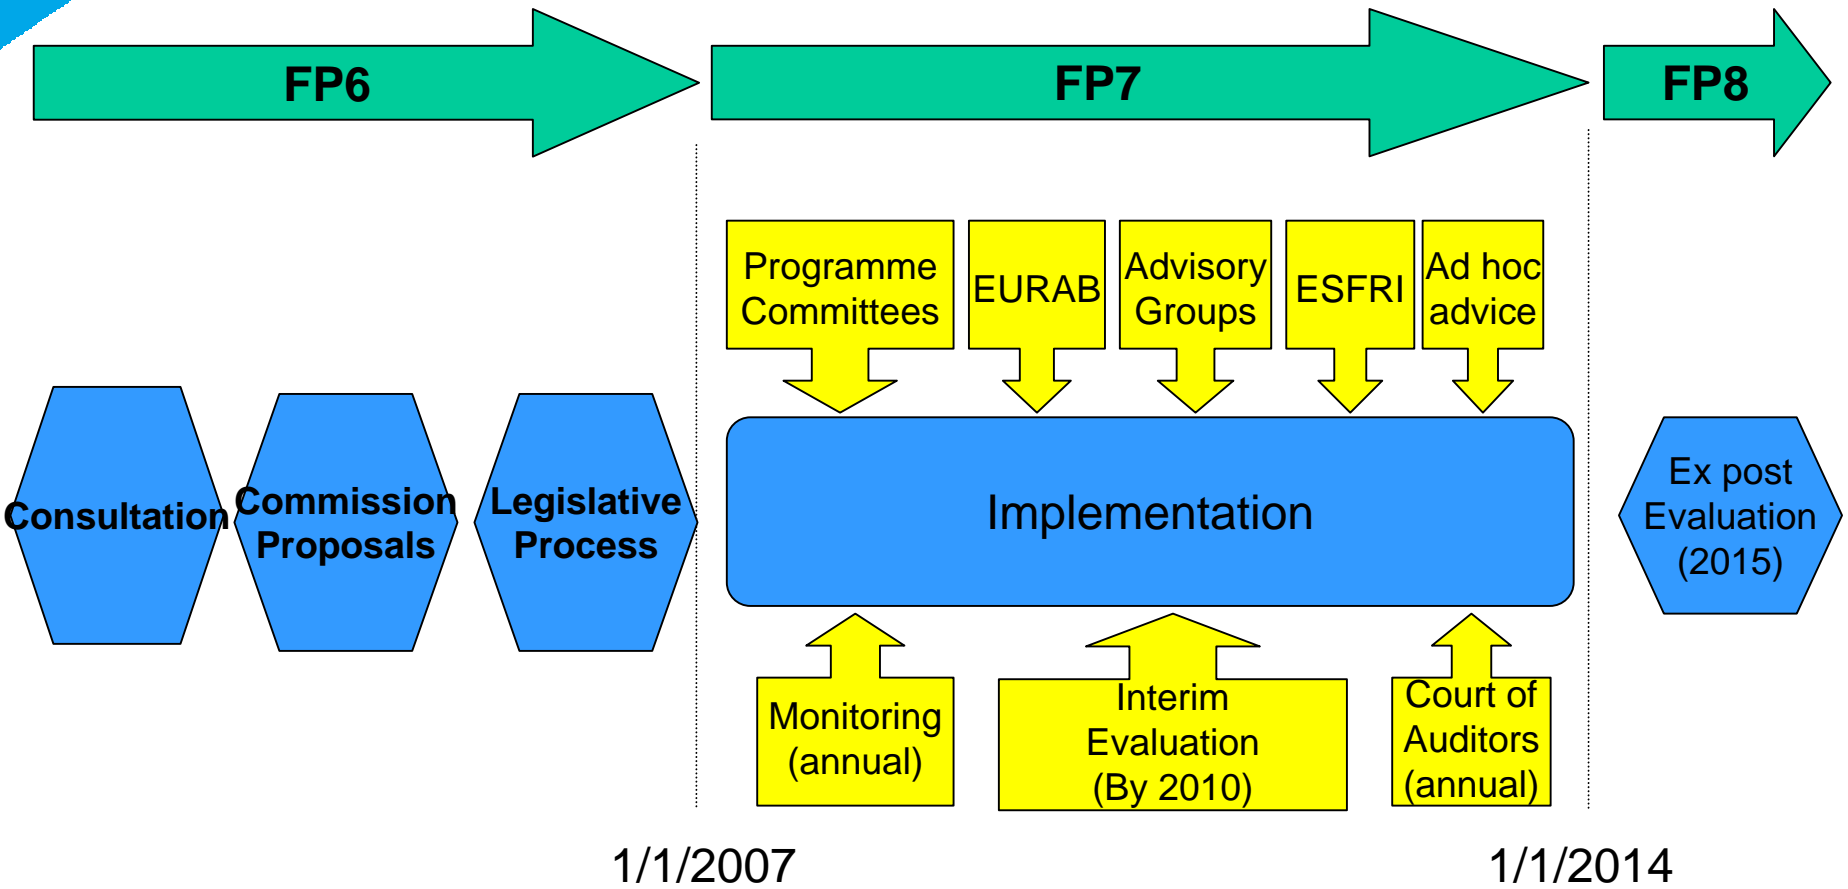 FP6
FP7
FP8
Programme
Committees
EURAB
Advisory
Groups
ESFRI
Ad hoc
advice
Consultation
Commission
Proposals
Legislative
Process
Implementation
Ex post
Evaluation
(2015)
Monitoring
(annual)
Interim
Evaluation
(By 2010)
Court of
Auditors
(annual)
1/1/2007
1/1/2014